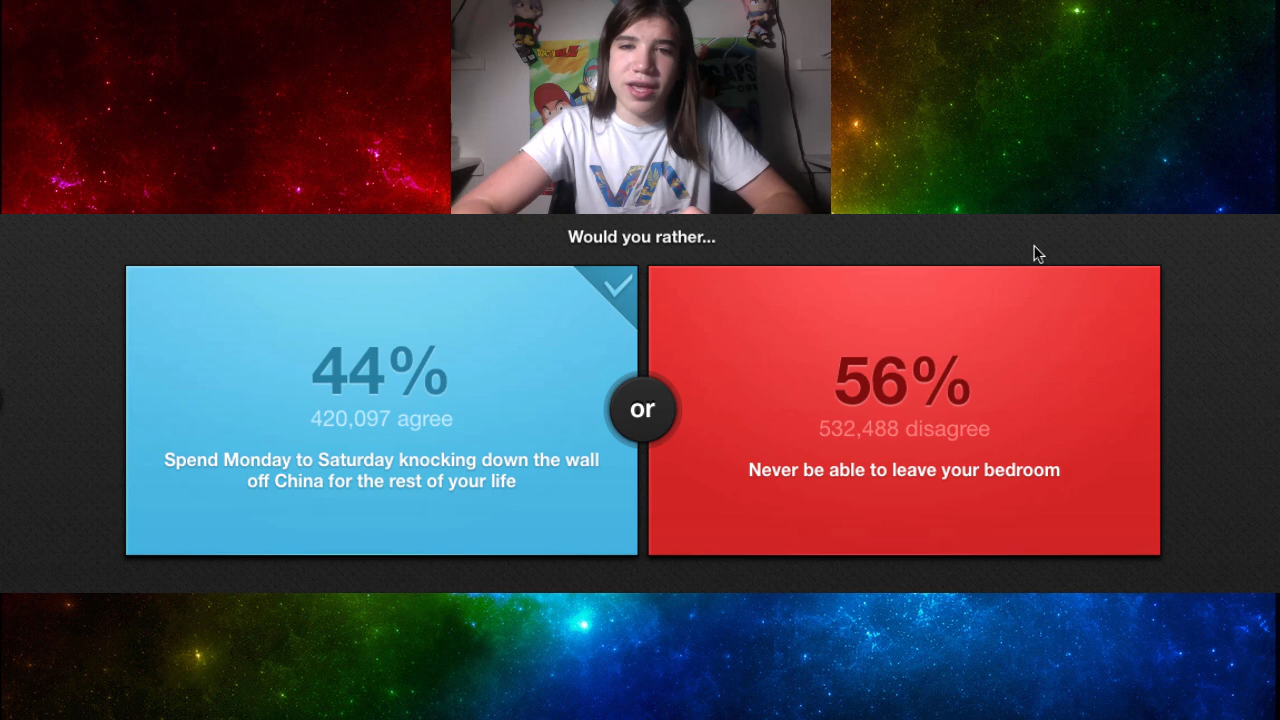 Would you rather...
44%
420,097 agree
Spend Monday to Saturday knocking down the wall
off China for the rest of your life
or
56%
532,488 disagree
Never be able to leave your bedroom